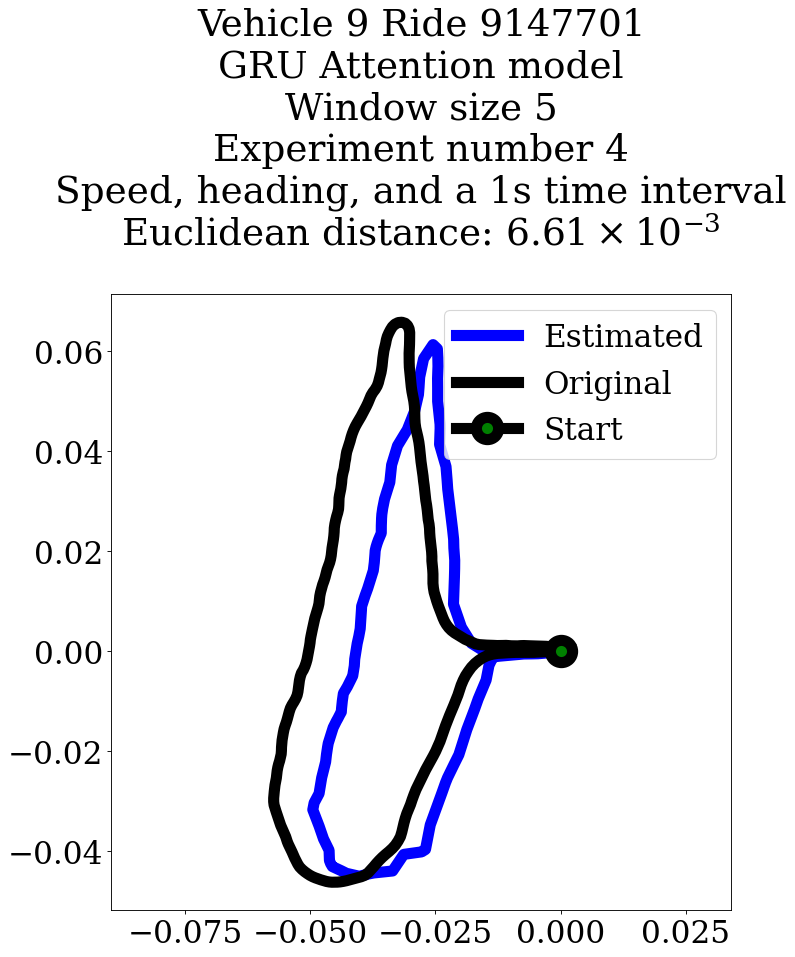 Vehicle 9 Ride 9147701
GRU Attention model
Window size 5
Experiment number 4
Speed, heading, and a 1s time interval
Euclidean distance: 6.61 × 10⁻³
Estimated
Original
Start
0.06
0.04
0.02
0.00
−0.02
−0.04
−0.075 −0.050 −0.025 0.000 0.025